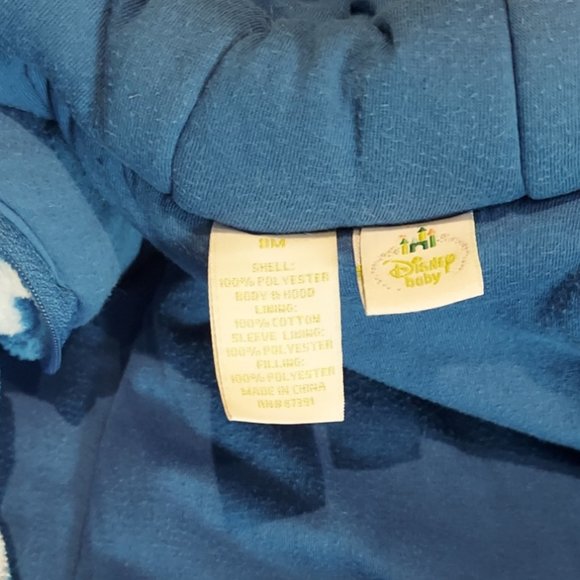 SHELL:
100% POLYESTER
BODY & HOOD
LINING:
100% COTTON
SLEEVE LINING:
100% POLYESTER
FILLING:
100% POLYESTER
MADE IN CHINA
Disney
baby